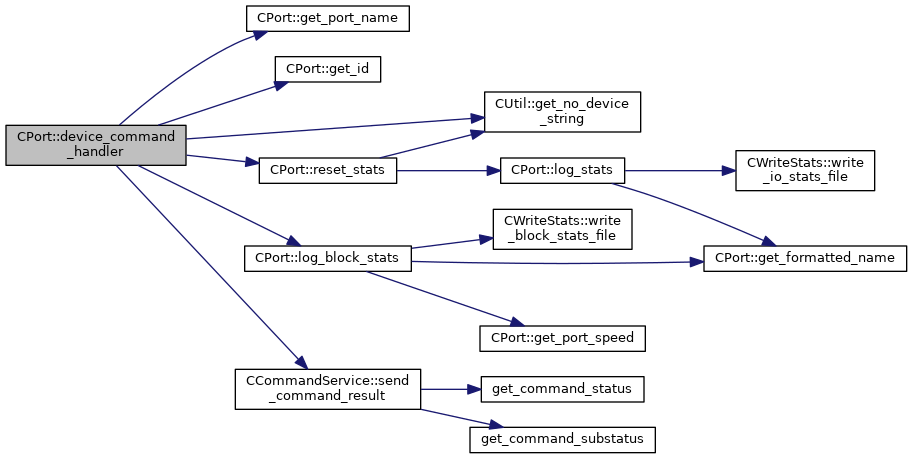 CPort::get_port_name
CPort::get_id
CUtil::get_no_device
_string
CPort::device_command
_handler
CPort::reset_stats
CPort::log_stats
CWriteStats::write
_io_stats_file
CWriteStats::write
_block_stats_file
CPort::log_block_stats
CPort::get_formatted_name
CPort::get_port_speed
CCommandService::send
_command_result
get_command_status
get_command_substatus